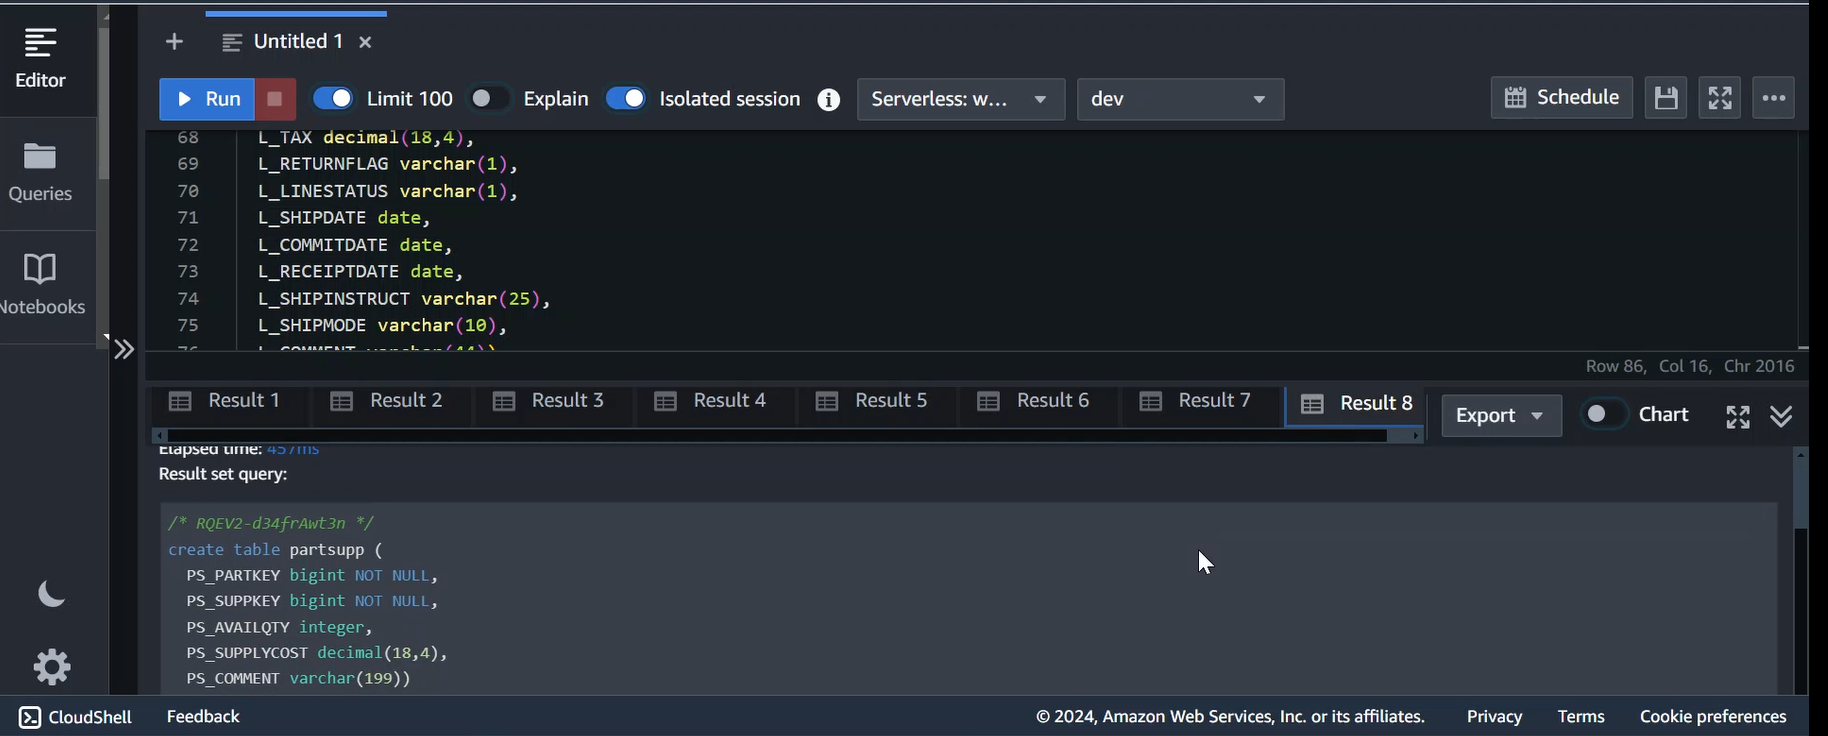 Editor
Queries
Notebooks
Untitled 1
Run
Limit 100
Explain
Isolated session
Serverless: w...
dev
Schedule
68 L_TAX decimal(18,4),
69 L_RETURNFLAG varchar(1),
70 L_LINESTATUS varchar(1),
71 L_SHIPDATE date,
72 L_COMMITDATE date,
73 L_RECEIPTDATE date,
74 L_SHIPINSTRUCT varchar(25),
75 L_SHIPMODE varchar(10),
76 L_COMMENT varchar(44))
Row 86, Col 16, Chr 2016
Result 1
Result 2
Result 3
Result 4
Result 5
Result 6
Result 7
Result 8
Export
Chart
Elapsed time: 457ms
Result set query:
/* RQEV2-d34frAwt3n */
create table partsupp (
PS_PARTKEY bigint NOT NULL,
PS_SUPPKEY bigint NOT NULL,
PS_AVAILQTY integer,
PS_SUPPLYCOST decimal(18,4),
PS_COMMENT varchar(199))
CloudShell
Feedback
© 2024, Amazon Web Services, Inc. or its affiliates.
Privacy
Terms
Cookie preferences